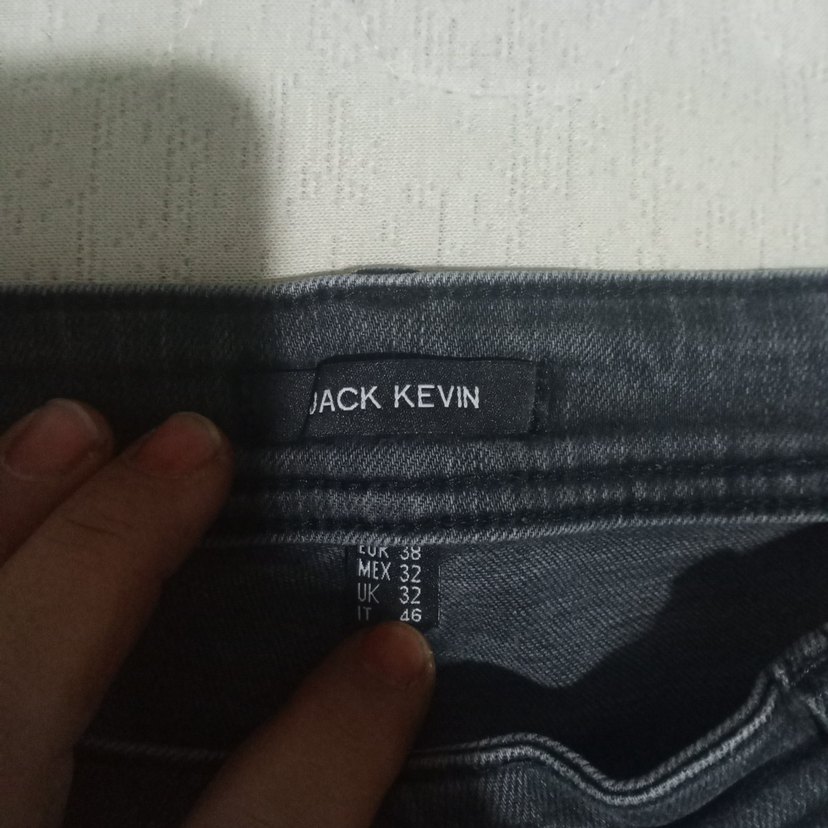 JACK KEVIN
EUR 38
MEX 32
UK 32
IT 46